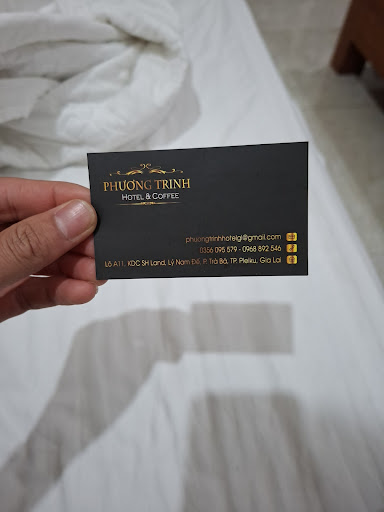 PHƯƠNG TRINH
HOTEL & COFFEE
phuongtrinhhotelgl@gmail.com
0356 095 579 - 0968 892 546
Lô A11, KDC SH Land, Lý Nam Đế, P. Trà Bá, TP. Pleiku, Gia Lai